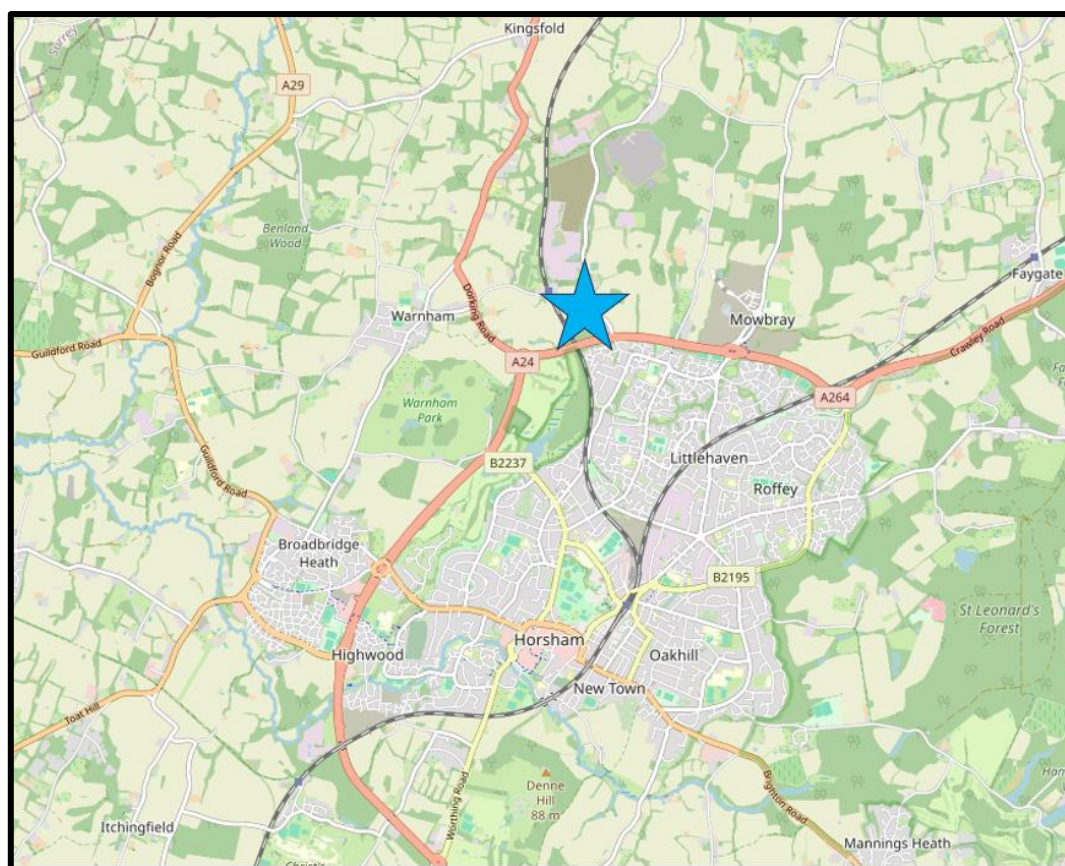 Kingsfold
Surrey
A29
Benland
Wood
Bognor Road
Faygate
Dorking Road
Warnham
Mowbray
Guildford Road
Crawley Road
A24
A264
Warnham
Park
Guildford Road
B2237
Littlehaven
Roffey
Broadbridge
Heath
B2195
St Leonard's
Forest
Horsham
Highwood
Oakhill
New Town
Toat Hill
Worthing Road
Denne
Hill
88 m
Brighton Road
Itchingfield
Mannings Heath